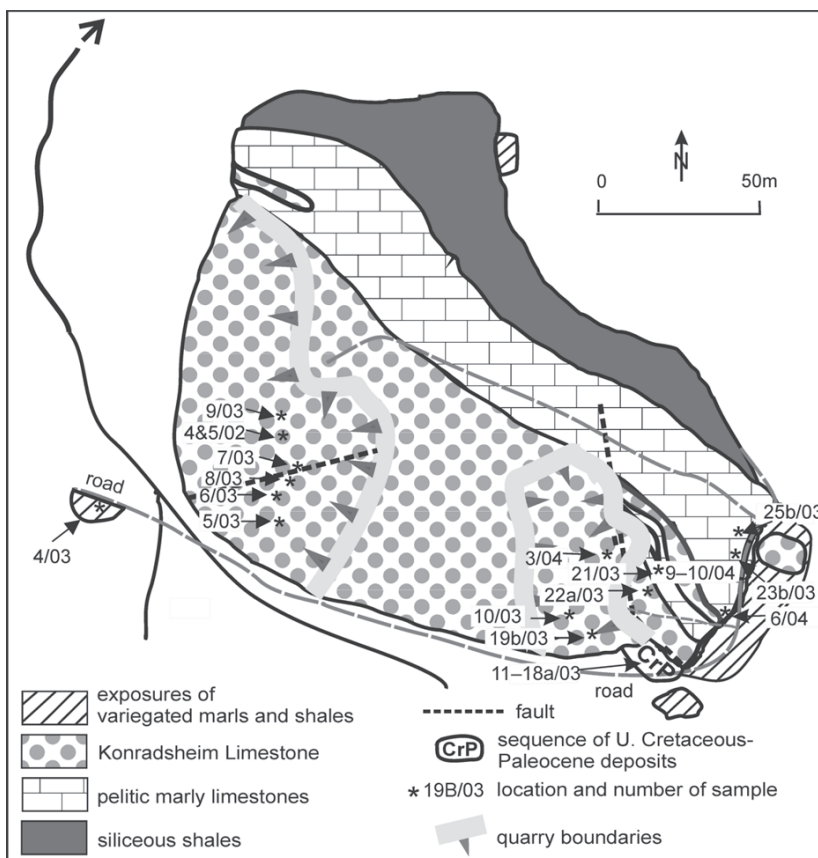 N
0 50m
9/03
4&5/02
7/03
8/03
6/03
5/03
road
4/03
25b/03
3/04
21/03
9–10/04
22a/03
23b/03
10/03
6/04
19b/03
CrP
11–18a/03
road
exposures of
variegated marls and shales
Konradsheim Limestone
pelitic marly limestones
siliceous shales
fault
CrP
sequence of U. Cretaceous-
Paleocene deposits
* 19B/03 location and number of sample
quarry boundaries